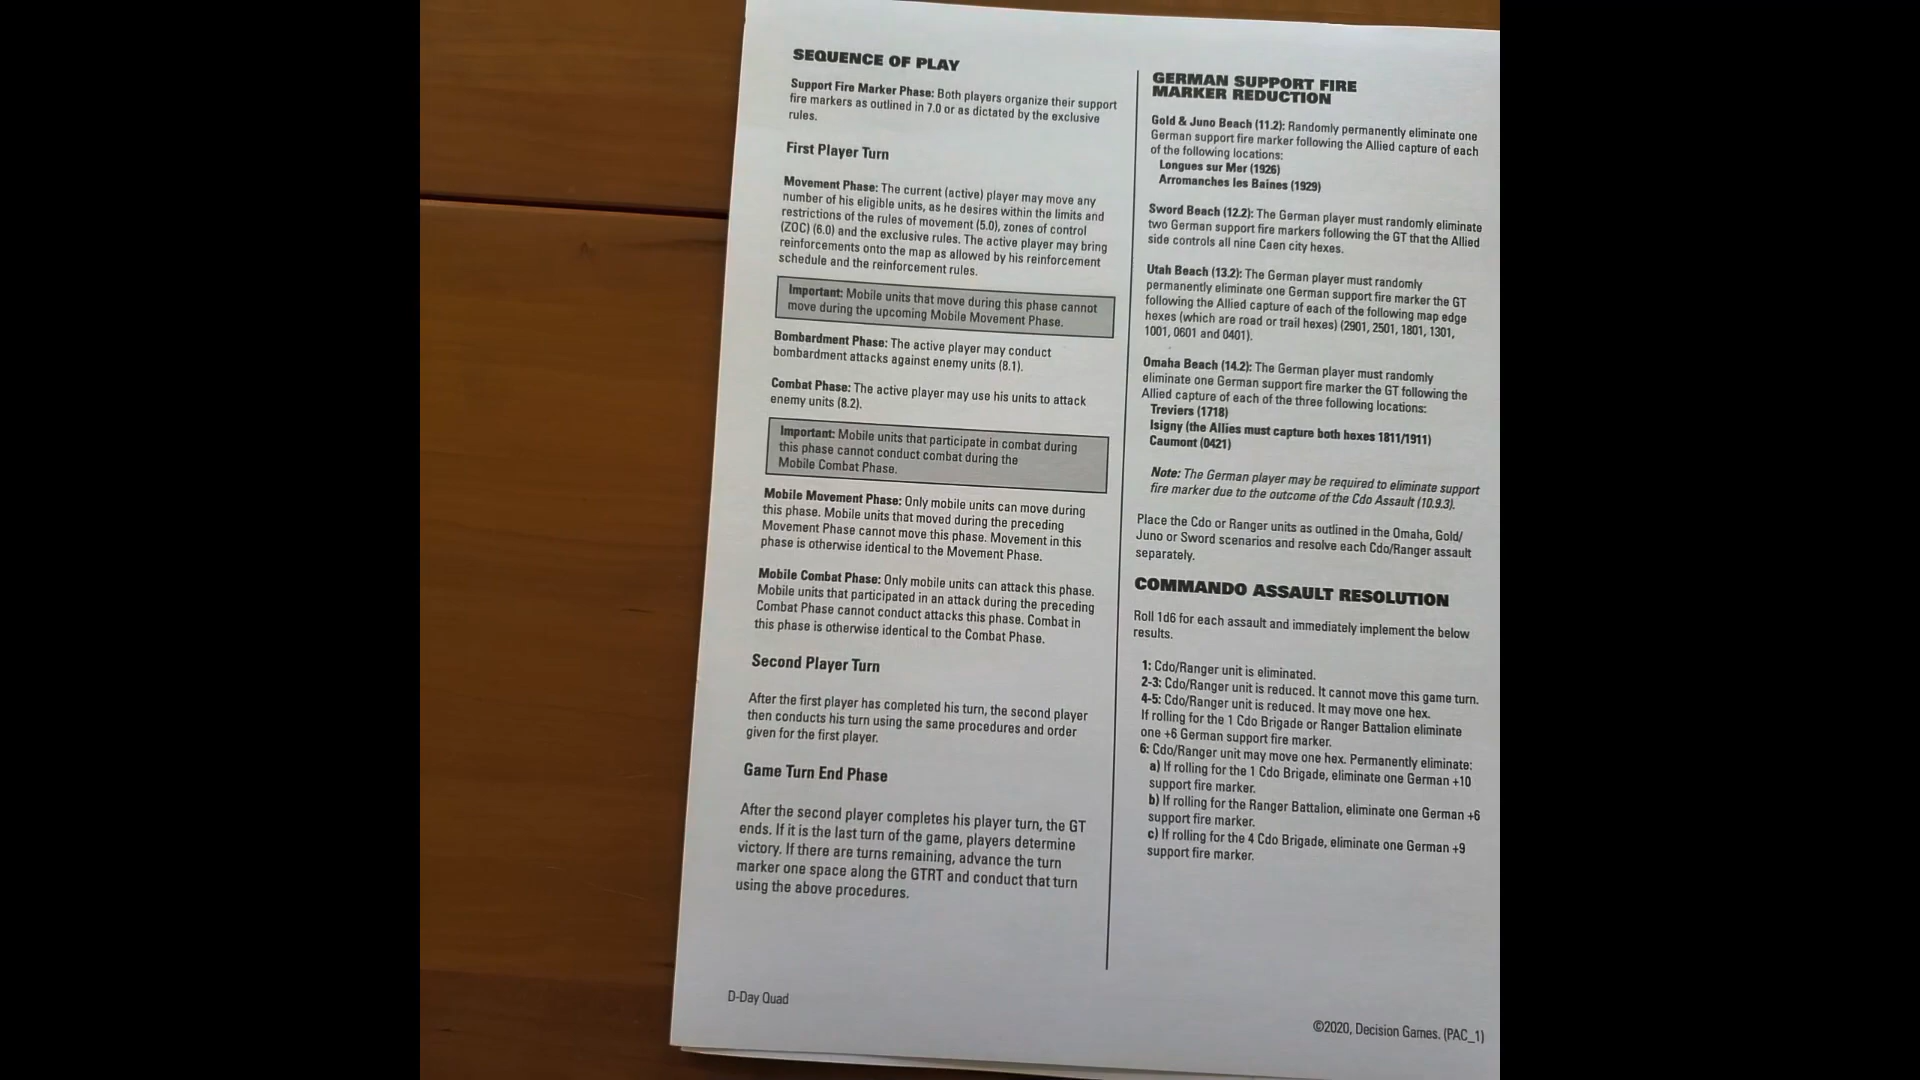 SEQUENCE OF PLAY
Support Fire Marker Phase: Both players organize their support
fire markers as outlined in 7.0 or as dictated by the exclusive
rules.
First Player Turn
Movement Phase: The current (active) player may move any
number of his eligible units, as he desires within the limits and
restrictions of the rules of movement (5.0), zones of control
(ZOC) (6.0) and the exclusive rules. The active player may bring
reinforcements onto the map as allowed by his reinforcement
schedule and the reinforcement rules.
Important: Mobile units that move during this phase cannot
move during the upcoming Mobile Movement Phase.
Bombardment Phase: The active player may conduct
bombardment attacks against enemy units (8.1).
Combat Phase: The active player may use his units to attack
enemy units (8.2).
Important: Mobile units that participate in combat during
this phase cannot conduct combat during the
Mobile Combat Phase.
Mobile Movement Phase: Only mobile units can move during
this phase. Mobile units that moved during the preceding
Movement Phase cannot move this phase. Movement in this
phase is otherwise identical to the Movement Phase.
Mobile Combat Phase: Only mobile units can attack this phase.
Mobile units that participated in an attack during the preceding
Combat Phase cannot conduct attacks this phase. Combat in
this phase is otherwise identical to the Combat Phase.
Second Player Turn
After the first player has completed his turn, the second player
then conducts his turn using the same procedures and order
given for the first player.
Game Turn End Phase
After the second player completes his player turn, the GT
ends. If it is the last turn of the game, players determine
victory. If there are turns remaining, advance the turn
marker one space along the GTRT and conduct that turn
using the above procedures.
D-Day Quad
GERMAN SUPPORT FIRE
MARKER REDUCTION
Gold & Juno Beach (11.2): Randomly permanently eliminate one
German support fire marker following the Allied capture of each
of the following locations:
Longues sur Mer (1926)
Arromanches les Baines (1929)
Sword Beach (12.2): The German player must randomly eliminate
two German support fire markers following the GT that the Allied
side controls all nine Caen city hexes.
Utah Beach (13.2): The German player must randomly
permanently eliminate one German support fire marker the GT
following the Allied capture of each of the following map edge
hexes (which are road or trail hexes) (2901, 2501, 1801, 1301,
1001, 0601 and 0401).
Omaha Beach (14.2): The German player must randomly
eliminate one German support fire marker the GT following the
Allied capture of each of the three following locations:
Treviers (1718)
Isigny (the Allies must capture both hexes 1811/1911)
Caumont (0421)
Note: The German player may be required to eliminate support
fire marker due to the outcome of the Cdo Assault (10.9.3).
Place the Cdo or Ranger units as outlined in the Omaha, Gold/
Juno or Sword scenarios and resolve each Cdo/Ranger assault
separately.
COMMANDO ASSAULT RESOLUTION
Roll 1d6 for each assault and immediately implement the below
results.
1: Cdo/Ranger unit is eliminated.
2-3: Cdo/Ranger unit is reduced. It cannot move this game turn.
4-5: Cdo/Ranger unit is reduced. It may move one hex.
If rolling for the 1 Cdo Brigade or Ranger Battalion eliminate
one +6 German support fire marker.
6: Cdo/Ranger unit may move one hex. Permanently eliminate:
a) If rolling for the 1 Cdo Brigade, eliminate one German +10
support fire marker.
b) If rolling for the Ranger Battalion, eliminate one German +6
support fire marker.
c) If rolling for the 4 Cdo Brigade, eliminate one German +9
support fire marker.
©2020, Decision Games. (PAC_1)